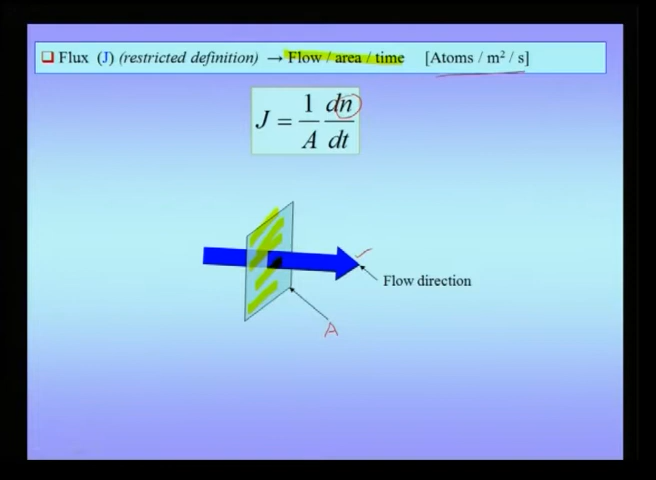 Flux (J) (restricted definition) → Flow / area / time [Atoms / m² / s]
J = 1/A dn/dt
Flow direction
A